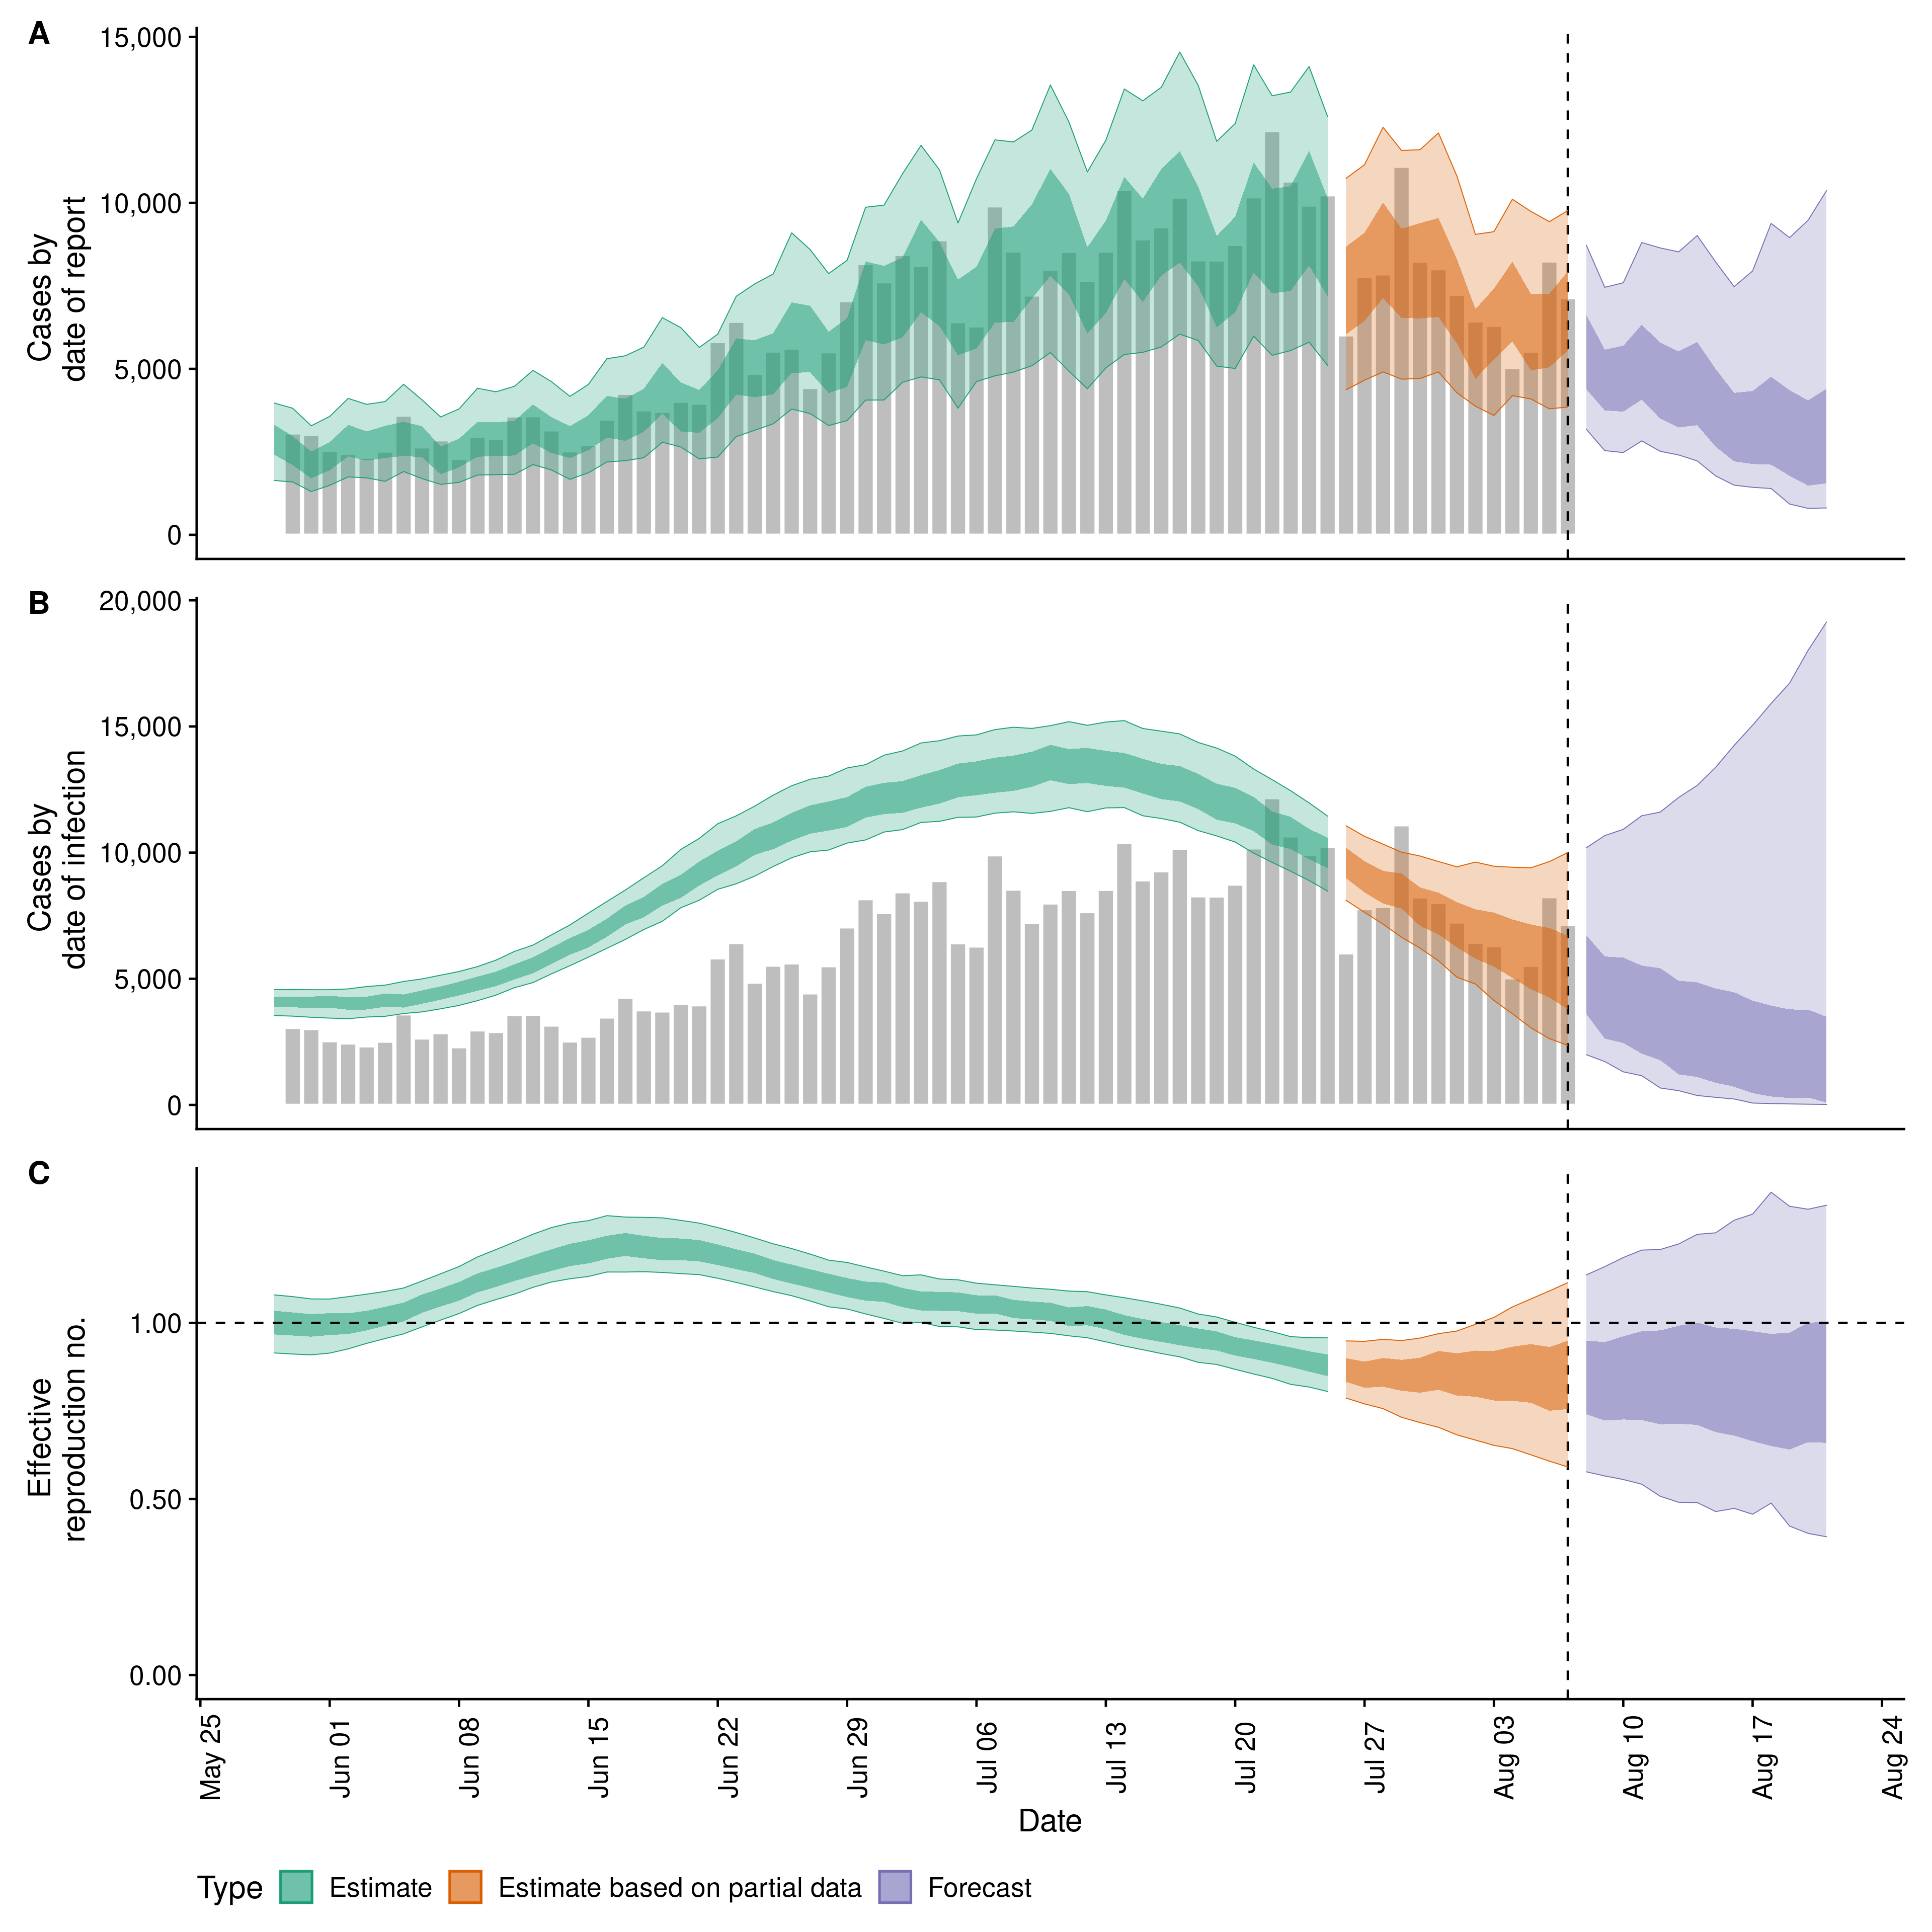 A
15,000
10,000
5,000
0
Cases by
date of report
B
20,000
15,000
10,000
5,000
0
Cases by
date of infection
C
1.00
0.50
0.00
Effective
reproduction no.
May 25
Jun 01
Jun 08
Jun 15
Jun 22
Jun 29
Jul 06
Jul 13
Jul 20
Jul 27
Aug 03
Aug 10
Aug 17
Aug 24
Date
Type
Estimate
Estimate based on partial data
Forecast